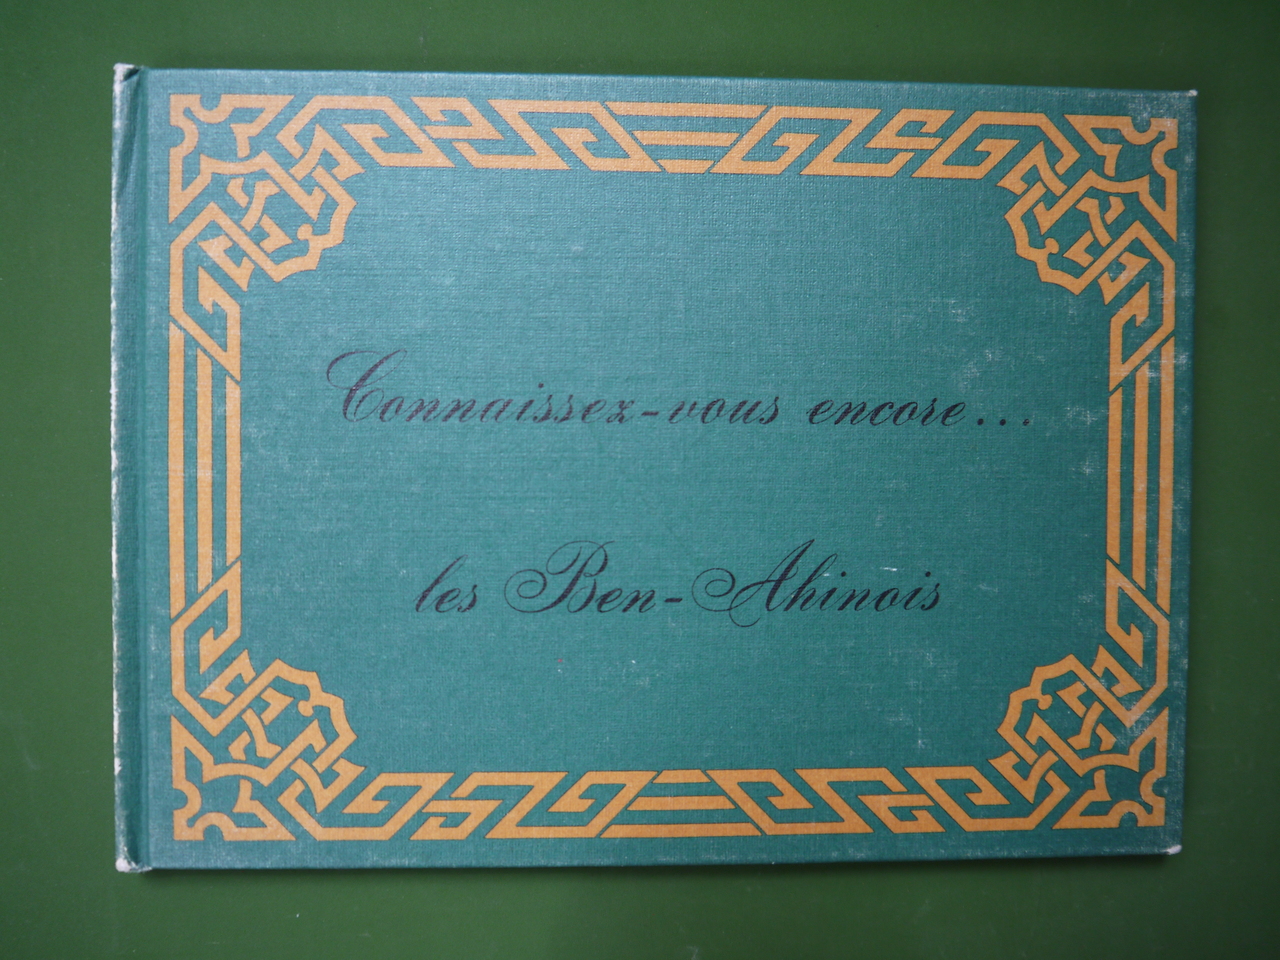 Connaissez-vous encore...
les Ben-Ahinois